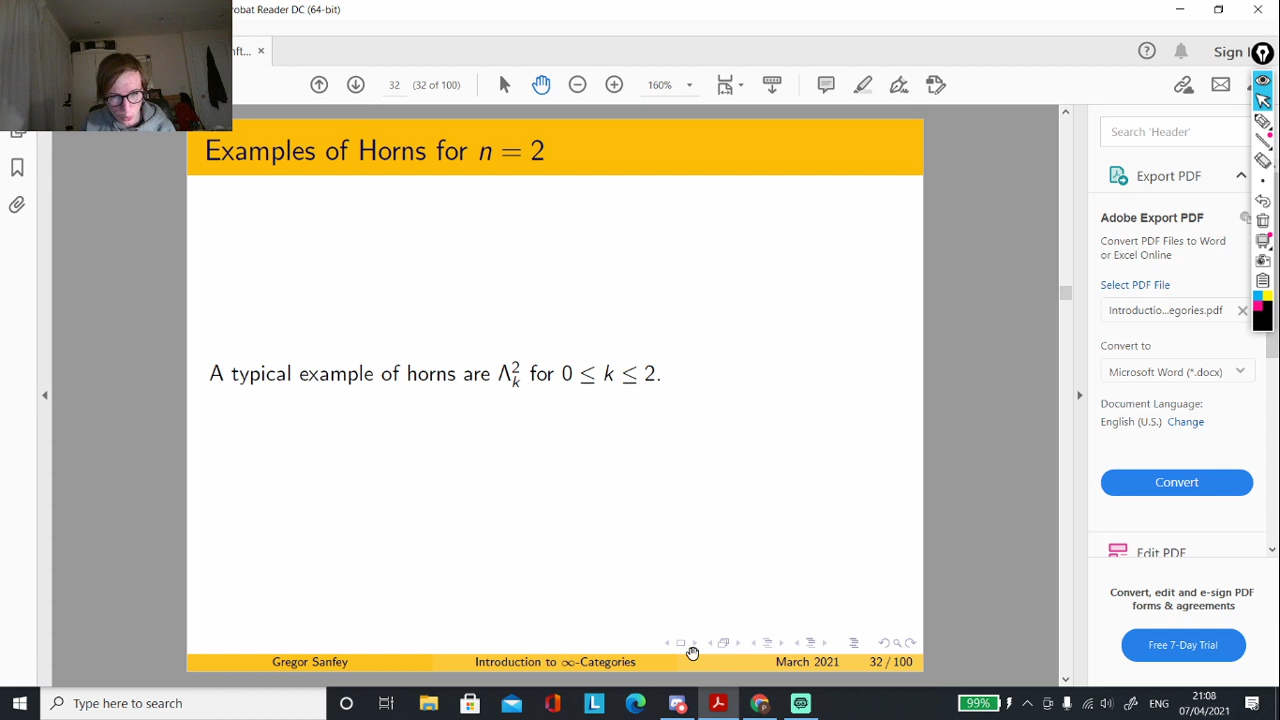 crobat Reader DC (64-bit)
nft... ×
Sign I
32 (32 of 100)
160%
Search 'Header'
Examples of Horns for n = 2
A typical example of horns are Λ²ₖ for 0 ≤ k ≤ 2.
Gregor Sanfey Introduction to ∞-Categories March 2021 32 / 100
Export PDF
Adobe Export PDF
Convert PDF Files to Word
or Excel Online
Select PDF File
Introductio...egories.pdf
Convert to
Microsoft Word (*.docx)
Document Language:
English (U.S.) Change
Convert
Edit PDF
Convert, edit and e-sign PDF
forms & agreements
Free 7-Day Trial
Type here to search
99%
ENG
21:08
07/04/2021